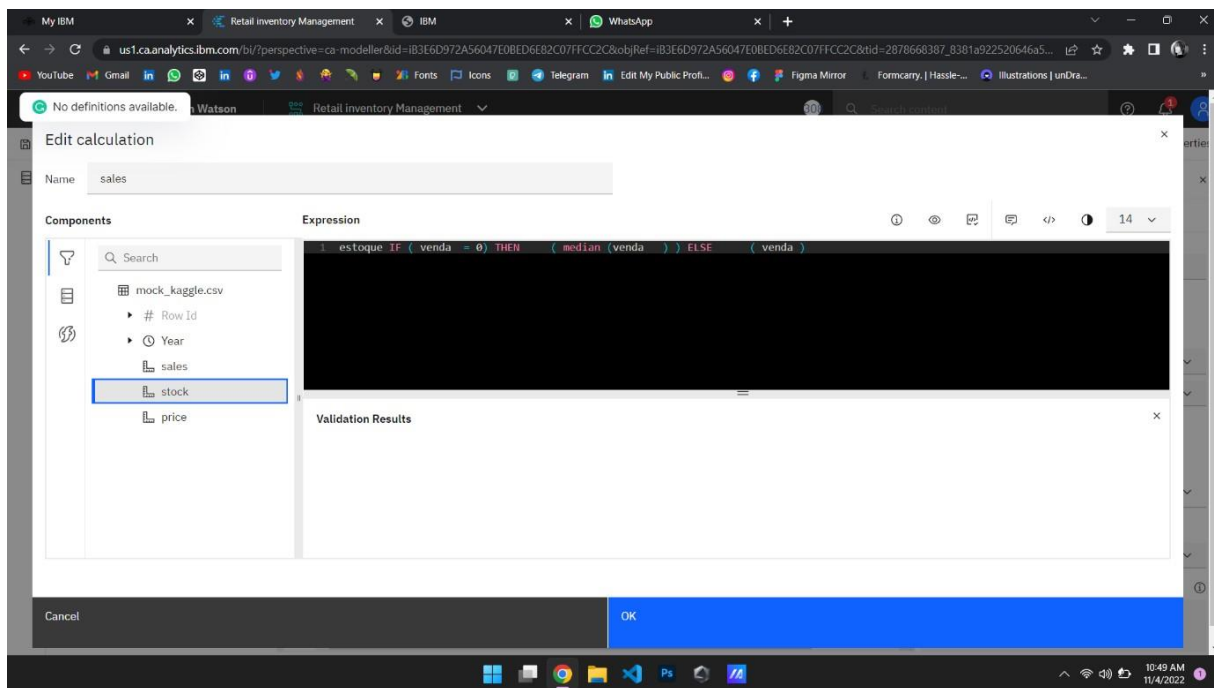 My IBM
Retail inventory Management
IBM
WhatsApp
us1.ca.analytics.ibm.com/bi/?perspective=ca-modeller&id=iB3E6D972A56047E0BED6E82C07FFCC2C&objRef=iB3E6D972A56047E0BED6E82C07FFCC2C&tid=2878668387_8381a922520646a5...
YouTube Gmail Icons Fonts Telegram Edit My Public Profi... Figma Mirror Formcarry. | Hassle-... Illustrations | unDra... »
No definitions available.
Watson
Retail inventory Management
30
Search content
Edit calculation
erties
Name sales
Components
Expression
14
Search
1 estoque IF ( venda = 0) THEN ( median (venda ) ) ELSE ( venda )
mock_kaggle.csv
# Row Id
Year
sales
stock
price
Validation Results
Cancel
OK
Ps
10:49 AM
11/4/2022
1